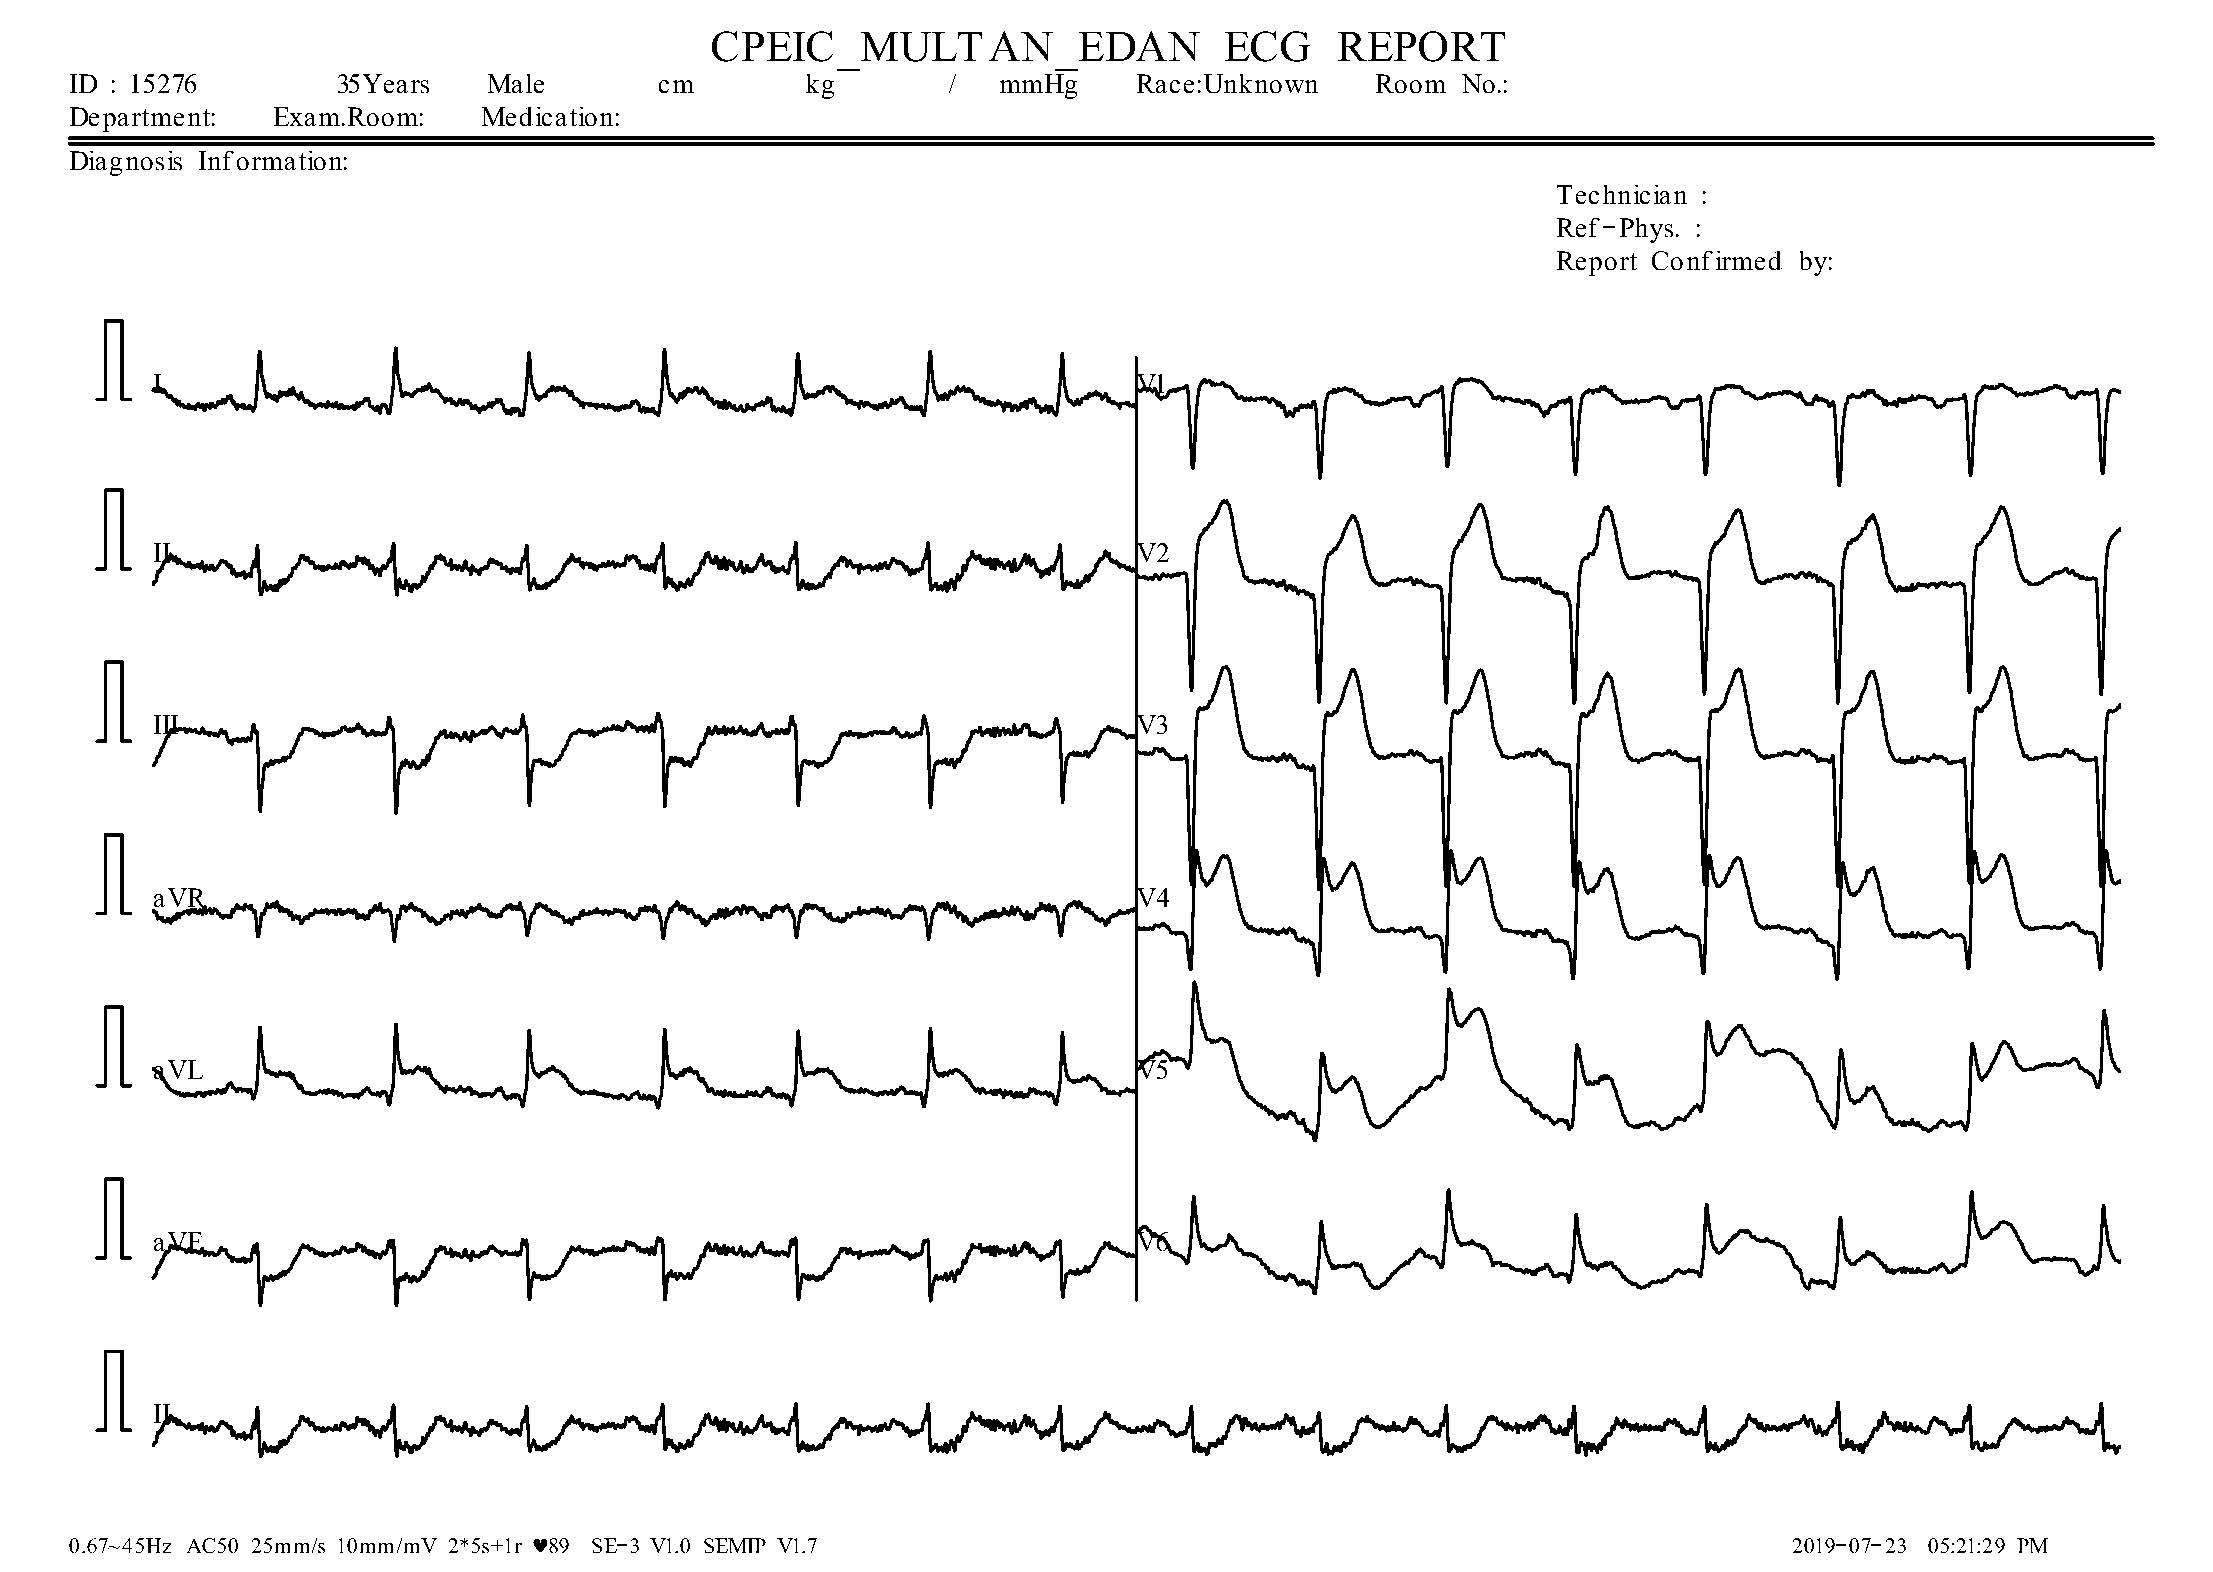 CPEIC_MULTAN_EDAN ECG REPORT
ID : 15276 35Years Male cm kg / mmHg Race:Unknown Room No.:
Department: Exam.Room: Medication:
Diagnosis Information:
Technician :
Ref-Phys. :
Report Confirmed by:
I V1
II V2
III V3
aVR V4
aVL V5
aVF V6
II
0.67~45Hz AC50 25mm/s 10mm/mV 2*5s+1r ♥89 SE-3 V1.0 SEMIP V1.7 2019-07-23 05:21:29 PM